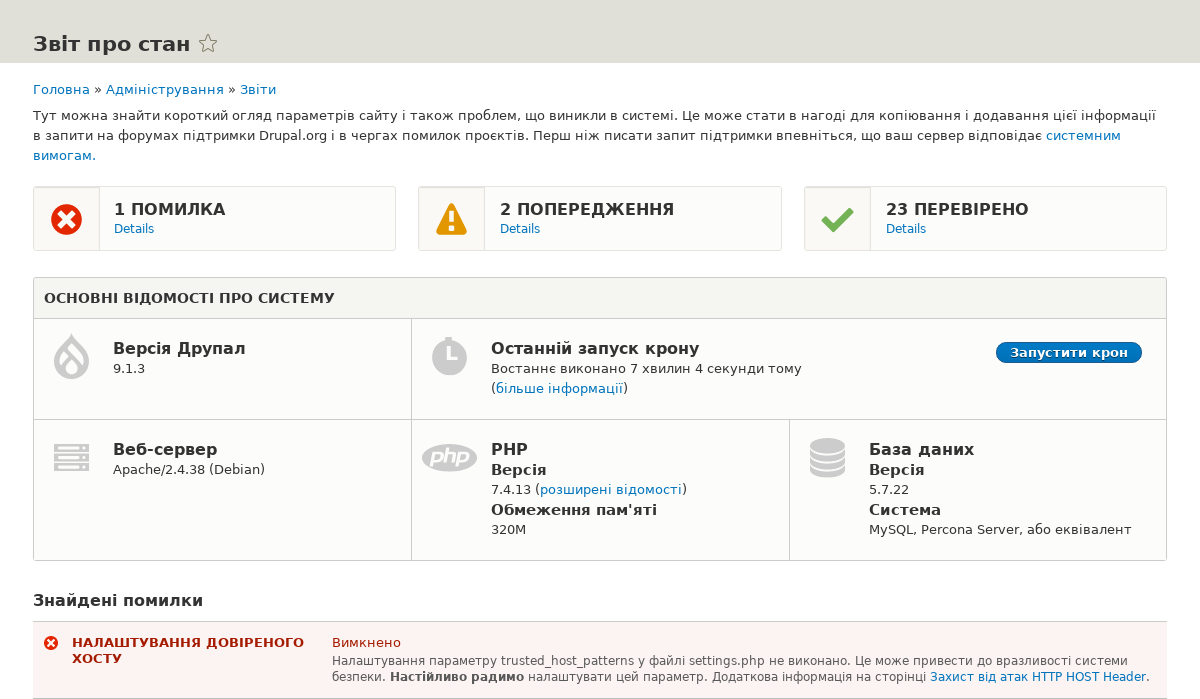 Звіт про стан
Головна » Адміністрування » Звіти
Тут можна знайти короткий огляд параметрів сайту і також проблем, що виникли в системі. Це може стати в нагоді для копіювання і додавання цієї інформації
в запити на форумах підтримки Drupal.org і в чергах помилок проєктів. Перш ніж писати запит підтримки впевніться, що ваш сервер відповідає системним
вимогам.
1 ПОМИЛКА
Details
2 ПОПЕРЕДЖЕННЯ
Details
23 ПЕРЕВІРЕНО
Details
ОСНОВНІ ВІДОМОСТІ ПРО СИСТЕМУ
Версія Друпал
9.1.3
Останній запуск крону
Востаннє виконано 7 хвилин 4 секунди тому
(більше інформації)
Запустити крон
Веб-сервер
Apache/2.4.38 (Debian)
php
PHP
Версія
7.4.13 (розширені відомості)
Обмеження пам'яті
320M
База даних
Версія
5.7.22
Система
MySQL, Percona Server, або еквівалент
Знайдені помилки
НАЛАШТУВАННЯ ДОВІРЕНОГО
ХОСТУ
Вимкнено
Налаштування параметру trusted_host_patterns у файлі settings.php не виконано. Це може привести до вразливості системи
безпеки. Настійливо радимо налаштувати цей параметр. Додаткова інформація на сторінці Захист від атак HTTP HOST Header.